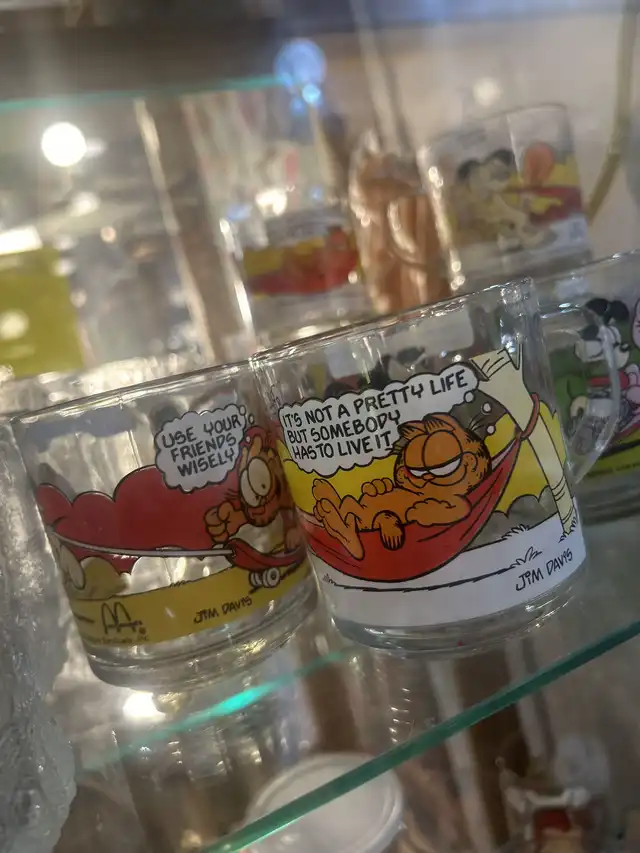 USE YOUR
FRIENDS
WISELY
JIM DAVIS
IT'S NOT A PRETTY LIFE
BUT SOMEBODY
HAS TO LIVE IT.
JIM DAVIS